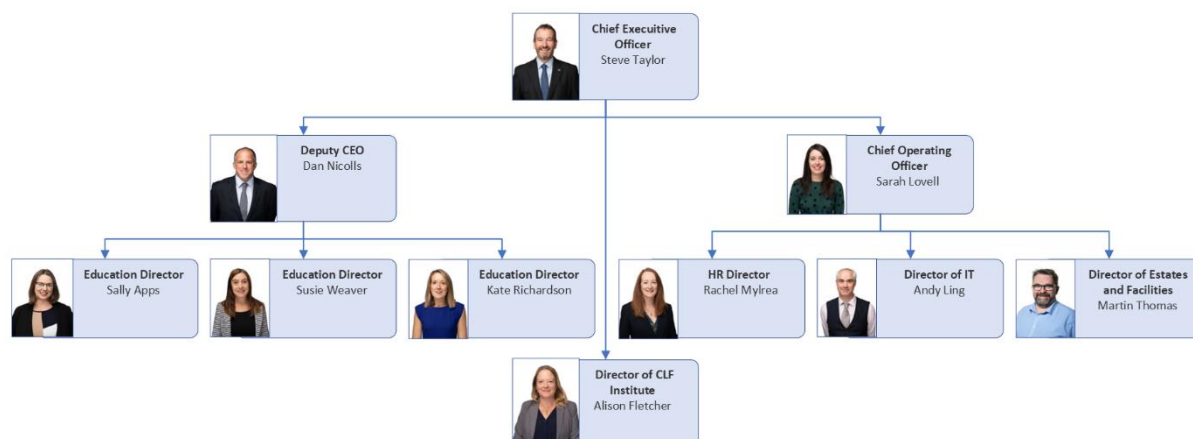 Chief Execuitive
Officer
Steve Taylor
Deputy CEO
Dan Nicolls
Chief Operating
Officer
Sarah Lovell
Education Director
Sally Apps
Education Director
Susie Weaver
Education Director
Kate Richardson
HR Director
Rachel Mylrea
Director of IT
Andy Ling
Director of Estates
and Facilities
Martin Thomas
Director of CLF
Institute
Alison Fletcher